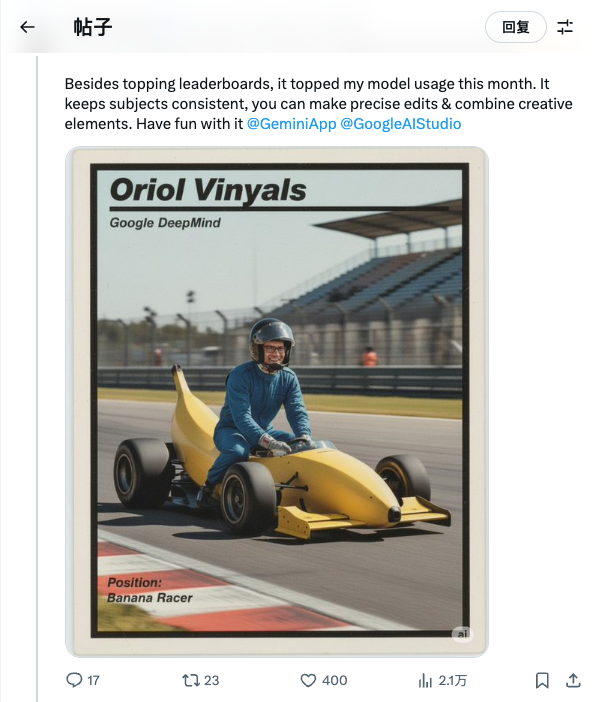 帖子
回复
Besides topping leaderboards, it topped my model usage this month. It
keeps subjects consistent, you can make precise edits & combine creative
elements. Have fun with it @GeminiApp @GoogleAIStudio
Oriol Vinyals
Google DeepMind
Position:
Banana Racer
ai
17
23
400
2.1万